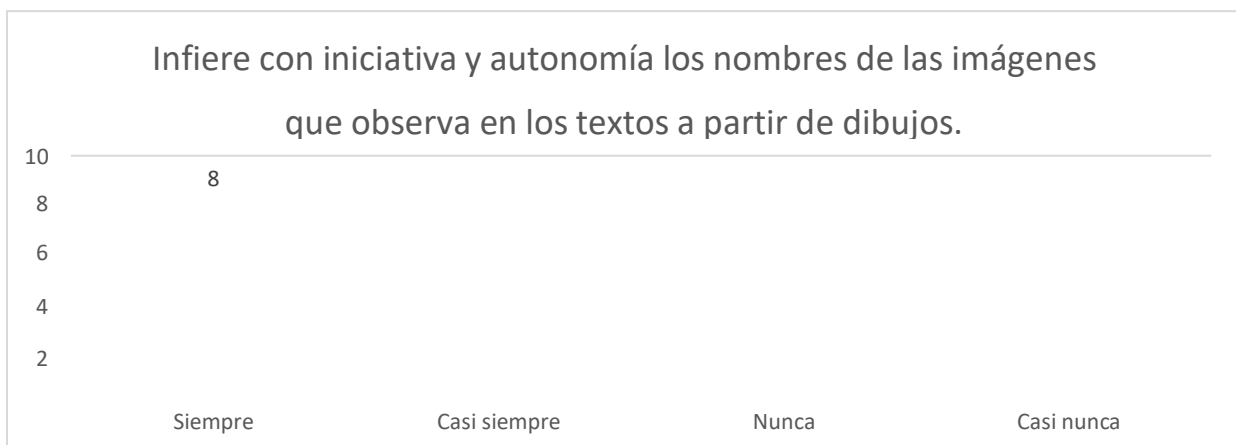 Infiere con iniciativa y autonomía los nombres de las imágenes
que observa en los textos a partir de dibujos.
10
8
8
6
4
2
Siempre Casi siempre Nunca Casi nunca